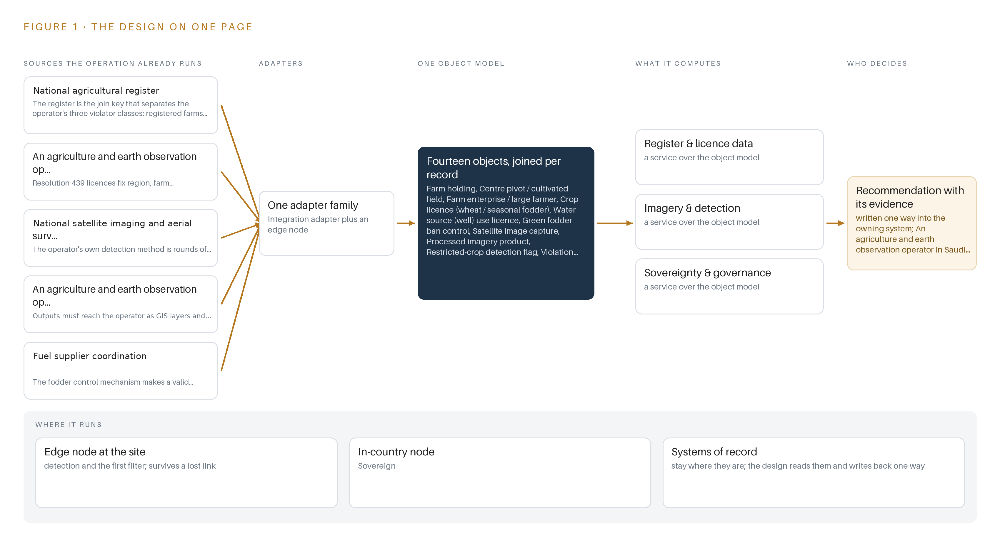 FIGURE 1 · THE DESIGN ON ONE PAGE
SOURCES THE OPERATION ALREADY RUNS
National agricultural register
The register is the join key that separates the
operator's three violator classes: registered farms...
An agriculture and earth observation
op...
Resolution 439 licences fix region, farm...
National satellite imaging and aerial
surv...
The operator's own detection method is rounds of...
An agriculture and earth observation
op...
Outputs must reach the operator as GIS layers and...
Fuel supplier coordination
The fodder control mechanism makes a valid...
ADAPTERS
One adapter family
Integration adapter plus an
edge node
ONE OBJECT MODEL
Fourteen objects, joined per
record
Farm holding, Centre pivot / cultivated
field, Farm enterprise / large farmer, Crop
licence (wheat / seasonal fodder), Water
source (well) use licence, Green fodder
ban control, Satellite image capture,
Processed imagery product,
Restricted-crop detection flag, Violation...
WHAT IT COMPUTES
Register & licence data
a service over the object model
Imagery & detection
a service over the object model
Sovereignty & governance
a service over the object model
WHO DECIDES
Recommendation with
its evidence
written one way into the
owning system; An
agriculture and earth
observation operator in Saudi...
WHERE IT RUNS
Edge node at the site
detection and the first filter; survives a lost link
In-country node
Sovereign
Systems of record
stay where they are; the design reads them and writes back one way